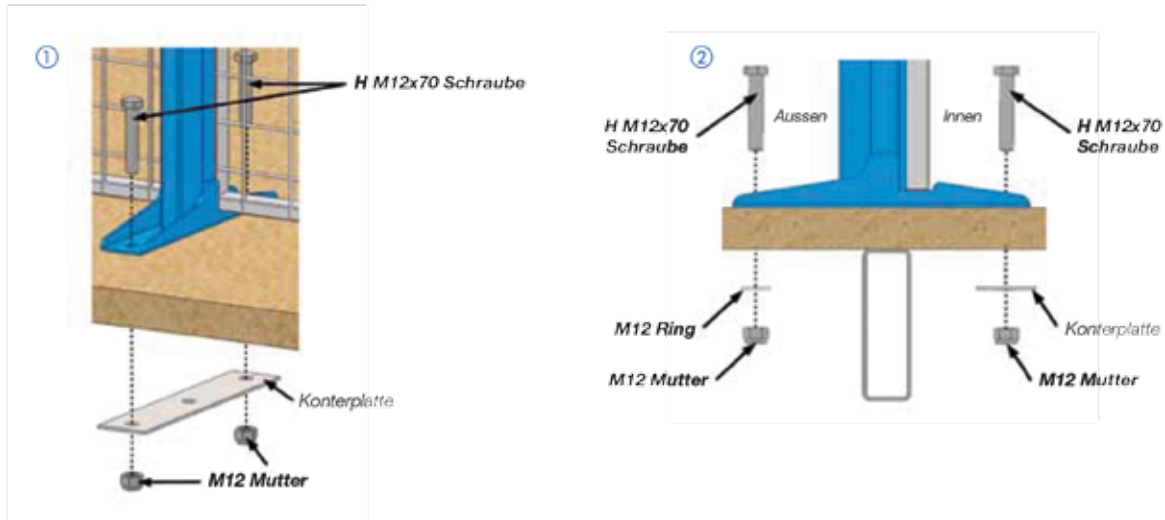 ①
H M12x70 Schraube
Konterplatte
M12 Mutter
②
H M12x70
Schraube
Aussen
Innen
H M12x70
Schraube
M12 Ring
Konterplatte
M12 Mutter
M12 Mutter